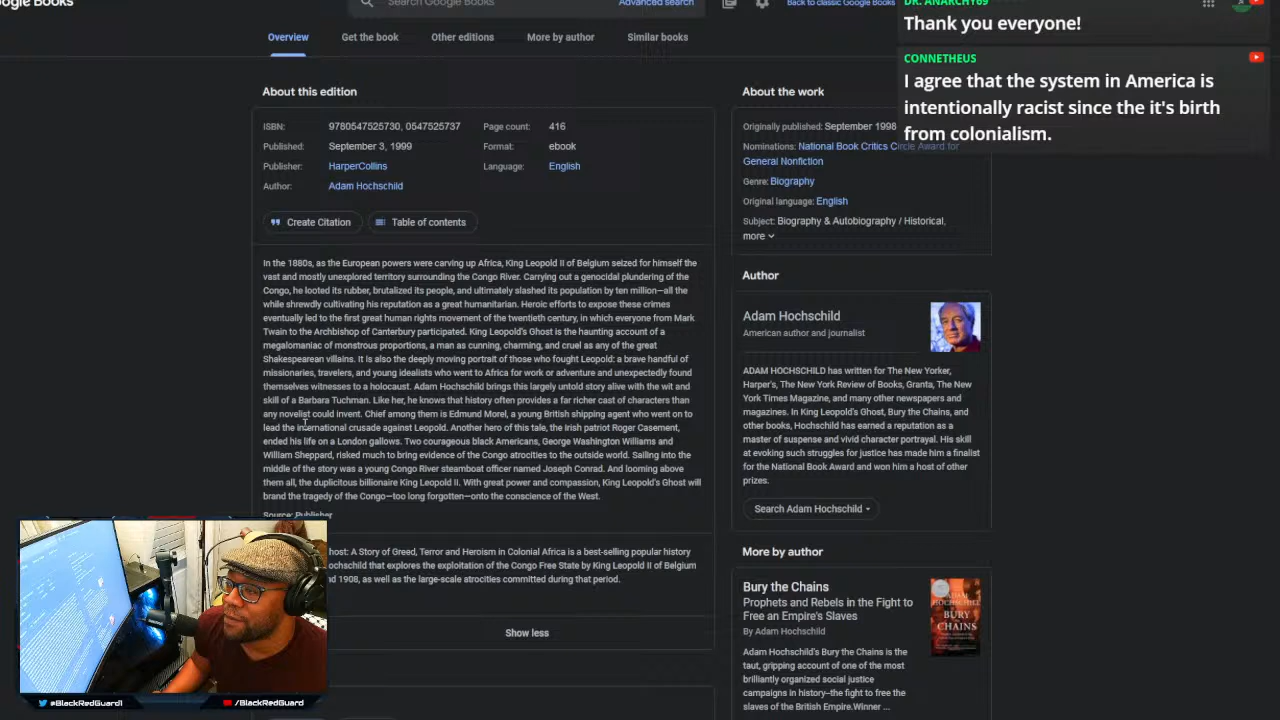 oogle Books
Search Google Books
Advanced search
Back to classic Google Books
Overview
Get the book
Other editions
More by author
Similar books
DR. ANARCHY69
Thank you everyone!
CONNETHEUS
I agree that the system in America is
intentionally racist since the it's birth
from colonialism.
About this edition
ISBN: 9780547525730, 0547525737 Page count: 416
Published: September 3, 1999 Format: ebook
Publisher: HarperCollins Language: English
Author: Adam Hochschild
Create Citation
Table of contents
In the 1880s, as the European powers were carving up Africa, King Leopold II of Belgium seized for himself the
vast and mostly unexplored territory surrounding the Congo River. Carrying out a genocidal plundering of the
Congo, he looted its rubber, brutalized its people, and ultimately slashed its population by ten million—all the
while shrewdly cultivating his reputation as a great humanitarian. Heroic efforts to expose these crimes
eventually led to the first great human rights movement of the twentieth century, in which everyone from Mark
Twain to the Archbishop of Canterbury participated. King Leopold's Ghost is the haunting account of a
megalomaniac of monstrous proportions, a man as cunning, charming, and cruel as any of the great
Shakespearean villains. It is also the deeply moving portrait of those who fought Leopold: a brave handful of
missionaries, travelers, and young idealists who went to Africa for work or adventure and unexpectedly found
themselves witnesses to a holocaust. Adam Hochschild brings this largely untold story alive with the wit and
skill of a Barbara Tuchman. Like her, he knows that history often provides a far richer cast of characters than
any novelist could invent. Chief among them is Edmund Morel, a young British shipping agent who went on to
lead the international crusade against Leopold. Another hero of this tale, the Irish patriot Roger Casement,
ended his life on a London gallows. Two courageous black Americans, George Washington Williams and
William Sheppard, risked much to bring evidence of the Congo atrocities to the outside world. Sailing into the
middle of the story was a young Congo River steamboat officer named Joseph Conrad. And looming above
them all, the duplicitous billionaire King Leopold II. With great power and compassion, King Leopold's Ghost will
brand the tragedy of the Congo—too long forgotten—onto the conscience of the West.
Source: Publisher
host: A Story of Greed, Terror and Heroism in Colonial Africa is a best-selling popular history
hschild that explores the exploitation of the Congo Free State by King Leopold II of Belgium
nd 1908, as well as the large-scale atrocities committed during that period.
Show less
About the work
Originally published: September 1998
Nominations: National Book Critics Circle Award for
General Nonfiction
Genre: Biography
Original language: English
Subject: Biography & Autobiography / Historical,
more
Author
Adam Hochschild
American author and journalist
ADAM HOCHSCHILD has written for The New Yorker,
Harper's, The New York Review of Books, Granta, The New
York Times Magazine, and many other newspapers and
magazines. In King Leopold's Ghost, Bury the Chains, and
other books, Hochschild has earned a reputation as a
master of suspense and vivid character portrayal. His skill
at evoking such struggles for justice has made him a finalist
for the National Book Award and won him a host of other
prizes.
Search Adam Hochschild
More by author
Bury the Chains
Prophets and Rebels in the Fight to
Free an Empire's Slaves
By Adam Hochschild
Adam Hochschild's Bury the Chains is the
taut, gripping account of one of the most
brilliantly organized social justice
campaigns in history—the fight to free the
slaves of the British Empire.Winner ...
BURY
THE
CHAINS
@BlackRedGuard1
/BlackRedGuard